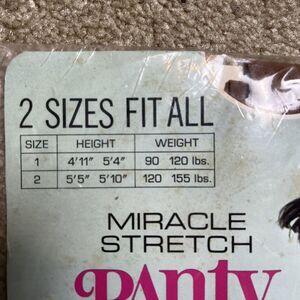 2 SIZES FIT ALL
SIZE HEIGHT WEIGHT
1 4'11" 5'4" 90 120 lbs.
2 5'5" 5'10" 120 155 lbs.
MIRACLE
STRETCH
Panty